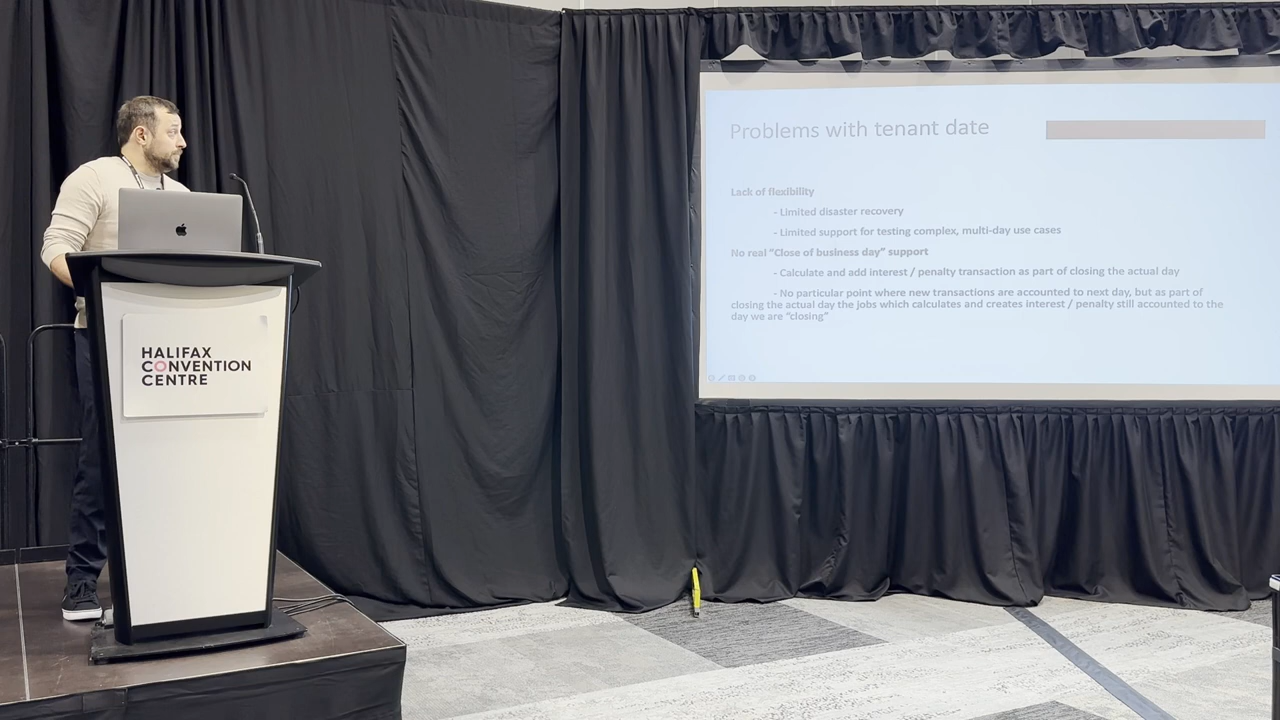 Problems with tenant date
Lack of flexibility
- Limited disaster recovery
- Limited support for testing complex, multi-day use cases
No real “Close of business day” support
- Calculate and add interest / penalty transaction as part of closing the actual day
- No particular point where new transactions are accounted to next day, but as part of
closing the actual day the jobs which calculates and creates interest / penalty still accounted to the
day we are “closing”
HALIFAX
CONVENTION
CENTRE